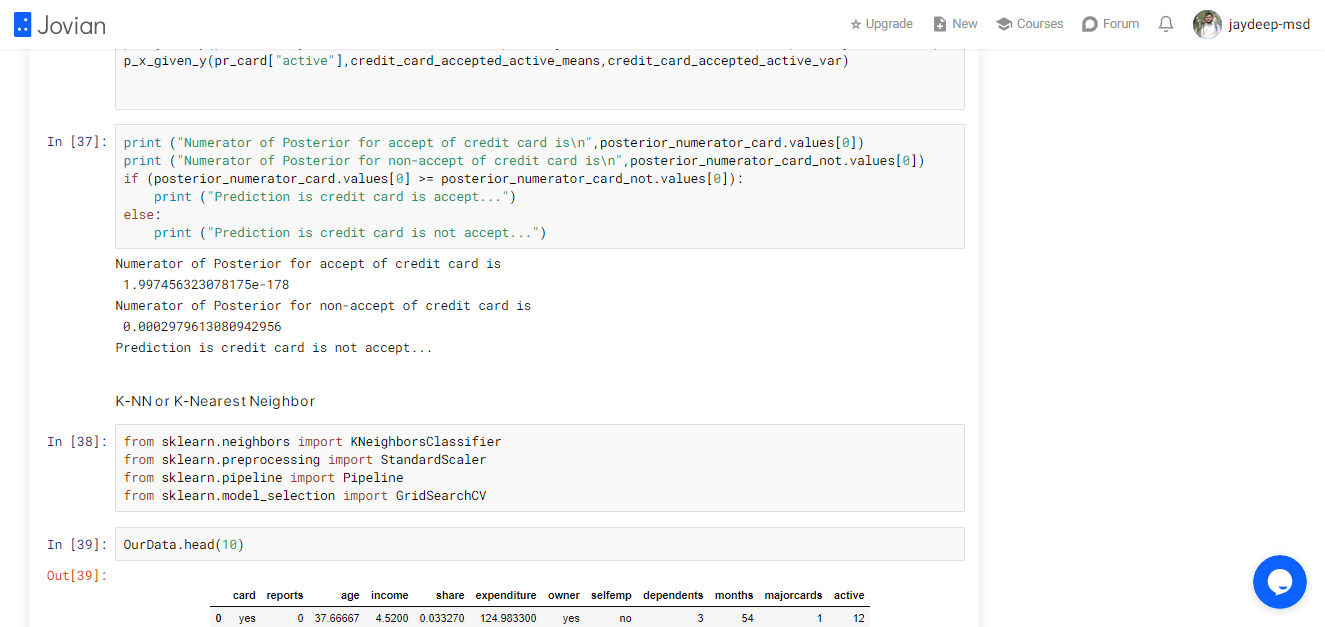 Jovian
Upgrade New Courses Forum jaydeep-msd
p_x_given_y(pr_card["active"],credit_card_accepted_active_means,credit_card_accepted_active_var)
In [37]: print ("Numerator of Posterior for accept of credit card is\n",posterior_numerator_card.values[0])
print ("Numerator of Posterior for non-accept of credit card is\n",posterior_numerator_card_not.values[0])
if (posterior_numerator_card.values[0] >= posterior_numerator_card_not.values[0]):
print ("Prediction is credit card is accept...")
else:
print ("Prediction is credit card is not accept...")
Numerator of Posterior for accept of credit card is
1.997456323078175e-178
Numerator of Posterior for non-accept of credit card is
0.0002979613080942956
Prediction is credit card is not accept...
K-NN or K-Nearest Neighbor
In [38]: from sklearn.neighbors import KNeighborsClassifier
from sklearn.preprocessing import StandardScaler
from sklearn.pipeline import Pipeline
from sklearn.model_selection import GridSearchCV
In [39]: OurData.head(10)
Out[39]:
card reports age income share expenditure owner selfemp dependents months majorcards active
0 yes 0 37.66667 4.5200 0.033270 124.983300 yes no 3 54 1 12